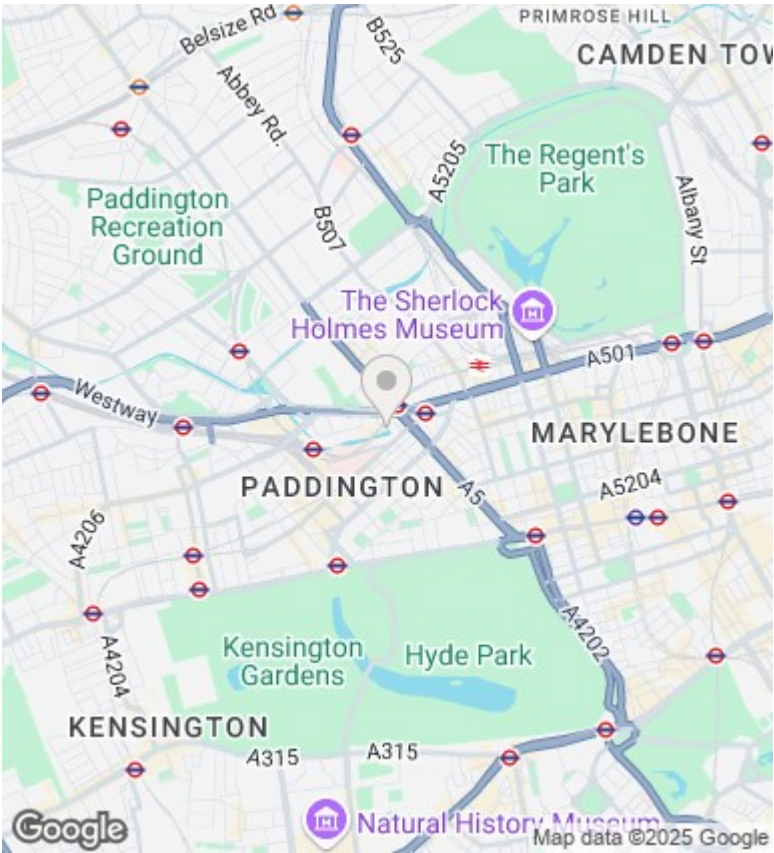 PRIMROSE HILL
Belsize Rd
B525
CAMDEN TOW
Abbey Rd.
A5205
The Regent's
Park
Albany St
Paddington
Recreation
Ground
B507
The Sherlock
Holmes Museum
A501
Westway
MARYLEBONE
PADDINGTON
A5
A5204
A4206
A4202
Kensington
Gardens
Hyde Park
A4204
KENSINGTON
A315
A315
Natural History Museum
Google
Map data ©2025 Google